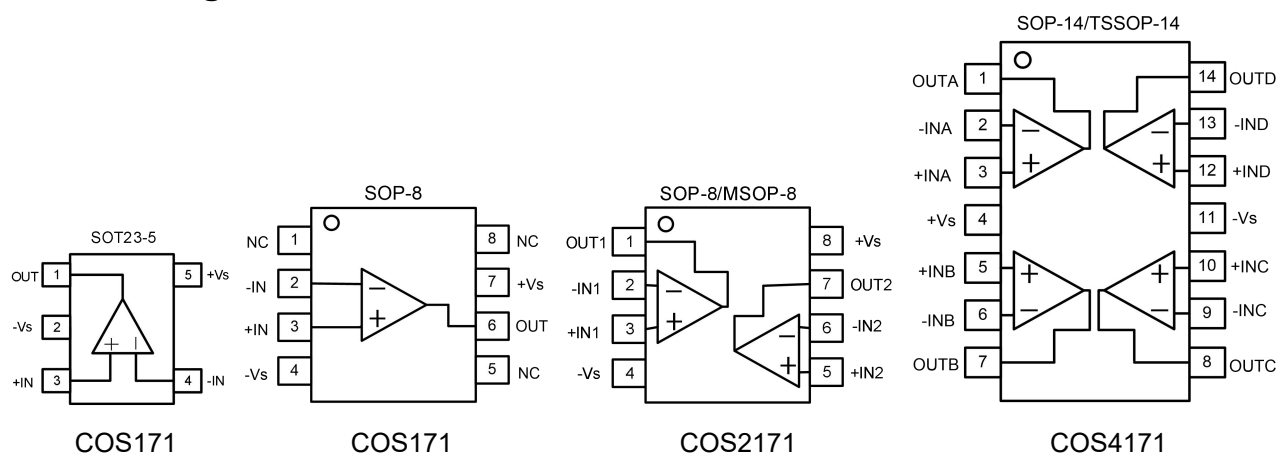 SOT23-5
OUT 1 5 +Vs
-Vs 2
+IN 3 4 -IN
COS171
SOP-8
NC 1 8 NC
-IN 2 7 +Vs
+IN 3 6 OUT
-Vs 4 5 NC
COS171
SOP-8/MSOP-8
OUT1 1 8 +Vs
-IN1 2 7 OUT2
+IN1 3 6 -IN2
-Vs 4 5 +IN2
COS2171
SOP-14/TSSOP-14
OUTA 1 14 OUTD
-INA 2 13 -IND
+INA 3 12 +IND
+Vs 4 11 -Vs
+INB 5 10 +INC
-INB 6 9 -INC
OUTB 7 8 OUTC
COS4171